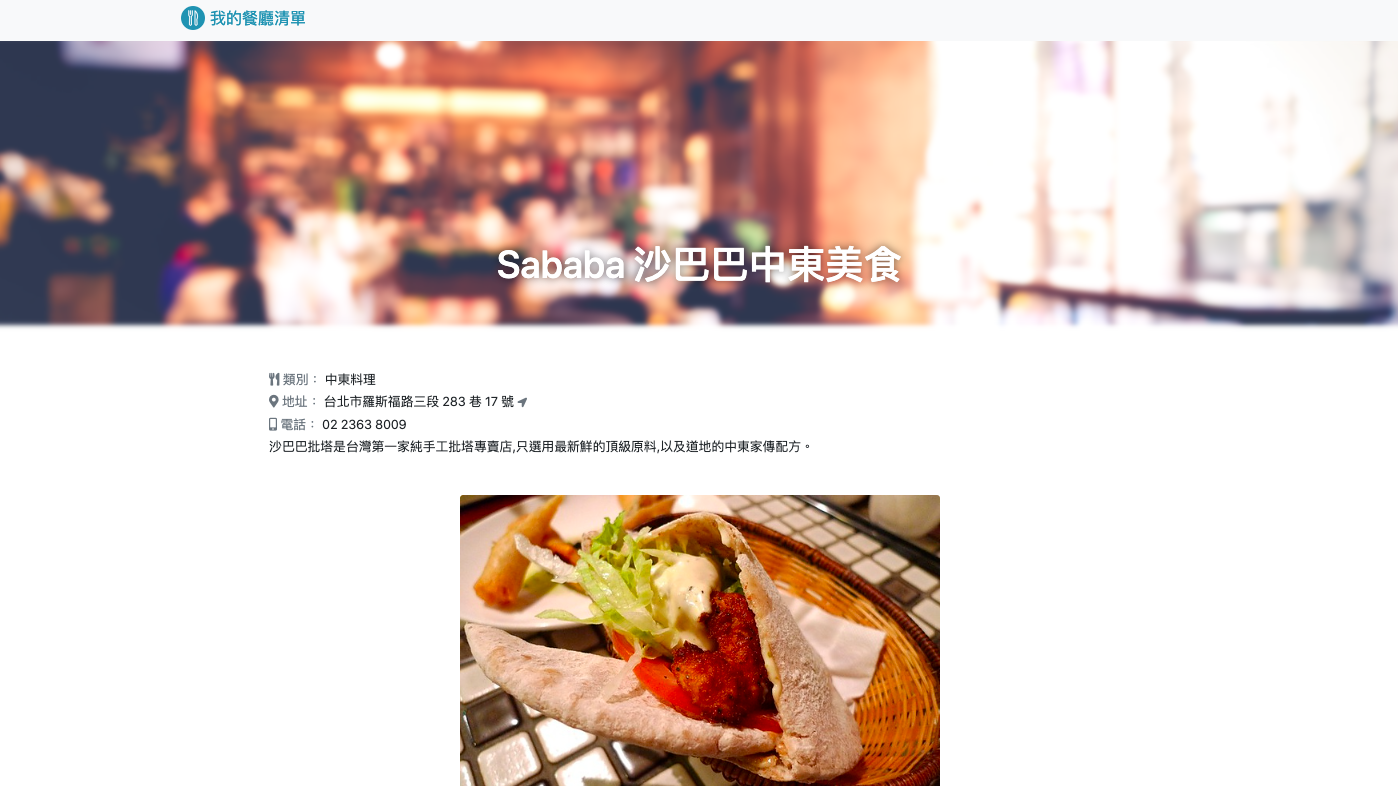 我的餐廳清單
Sababa 沙巴巴中東美食
類別： 中東料理
地址： 台北市羅斯福路三段 283 巷 17 號
電話： 02 2363 8009
沙巴巴批塔是台灣第一家純手工批塔專賣店,只選用最新鮮的頂級原料,以及道地的中東家傳配方。